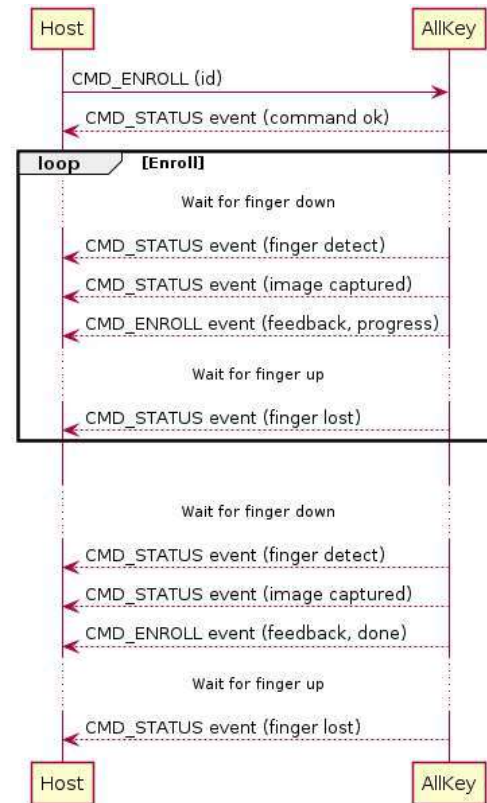 Host AllKey
CMD_ENROLL (id)
CMD_STATUS event (command ok)
loop [Enroll]
Wait for finger down
CMD_STATUS event (finger detect)
CMD_STATUS event (image captured)
CMD_ENROLL event (feedback, progress)
Wait for finger up
CMD_STATUS event (finger lost)
Wait for finger down
CMD_STATUS event (finger detect)
CMD_STATUS event (image captured)
CMD_ENROLL event (feedback, done)
Wait for finger up
CMD_STATUS event (finger lost)
Host AllKey